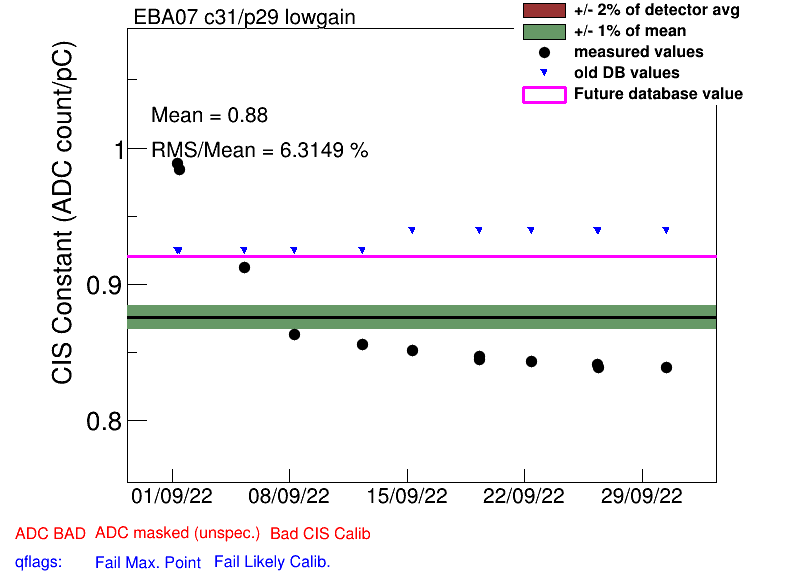 EBA07 c31/p29 lowgain
+/- 2% of detector avg
+/- 1% of mean
measured values
old DB values
Future database value
Mean = 0.88
RMS/Mean = 6.3149 %
CIS Constant (ADC count/pC)
1
0.9
0.8
01/09/22 08/09/22 15/09/22 22/09/22 29/09/22
ADC BAD ADC masked (unspec.) Bad CIS Calib
qflags: Fail Max. Point Fail Likely Calib.